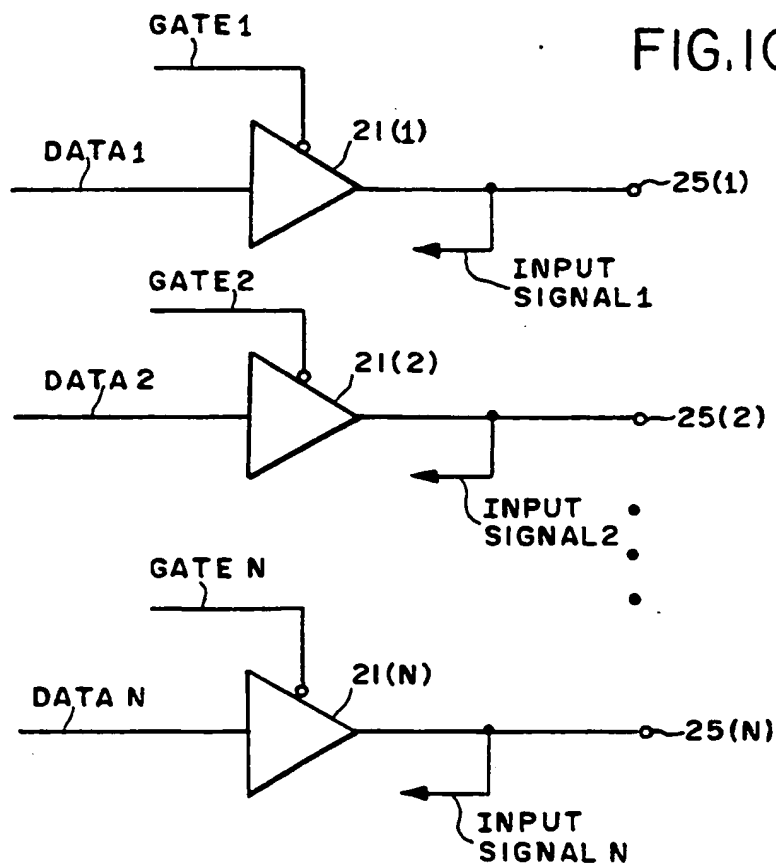 GATE1
FIG.10
DATA1
21(1)
25(1)
INPUT
SIGNAL1
GATE2
DATA2
21(2)
25(2)
INPUT
SIGNAL2
GATE N
DATA N
21(N)
25(N)
INPUT
SIGNAL N